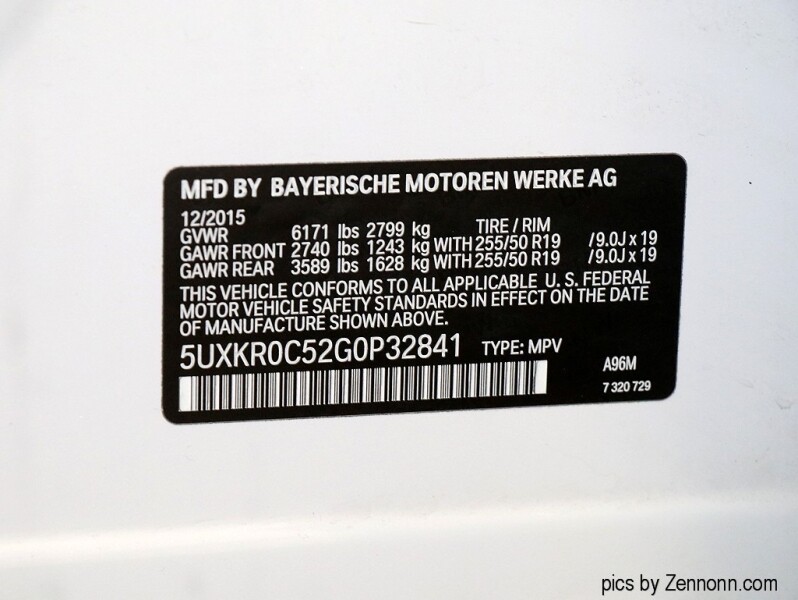 MFD BY BAYERISCHE MOTOREN WERKE AG
12/2015 TIRE / RIM
GVWR 6171 lbs 2799 kg
GAWR FRONT 2740 lbs 1243 kg WITH 255/50 R19 /9.0J x 19
GAWR REAR 3589 lbs 1628 kg WITH 255/50 R19 /9.0J x 19
THIS VEHICLE CONFORMS TO ALL APPLICABLE U. S. FEDERAL
MOTOR VEHICLE SAFETY STANDARDS IN EFFECT ON THE DATE
OF MANUFACTURE SHOWN ABOVE.
5UXKR0C52G0P32841 TYPE: MPV
A96M
7 320 729
pics by Zennonn.com